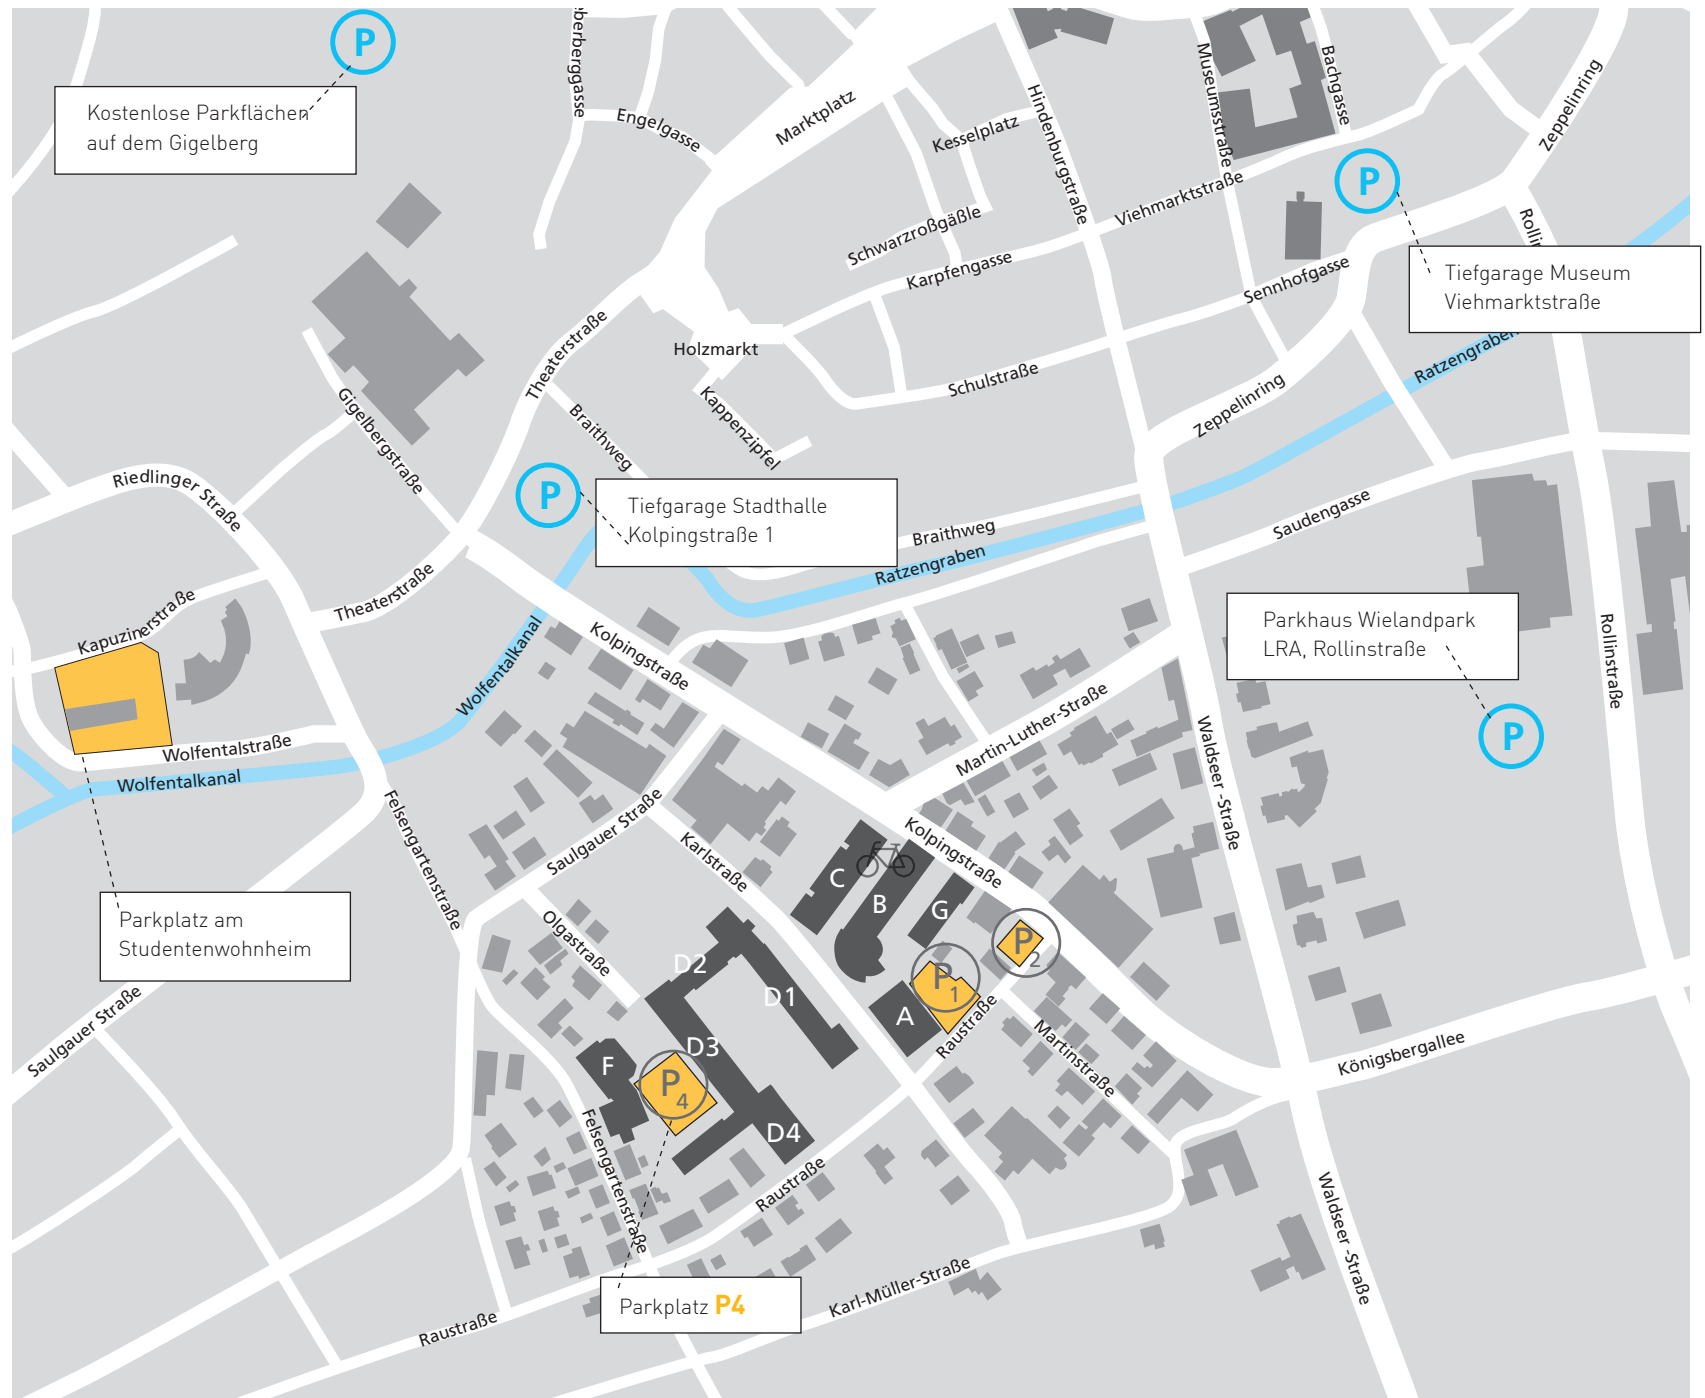 P
Kostenlose Parkflächen
auf dem Gigelberg
Engelgasse
Marktplatz
Kesselplatz
Hindenburgstraße
Museumsstraße
Bachgasse
Zeppelinring
P
Viehmarktstraße
Schwarzroßgäßle
Karpfengasse
Sennhofgasse
Tiefgarage Museum
Viehmarktstraße
Ratzengraben
Theaterstraße
Holzmarkt
Schulstraße
Zeppelinring
Kappenzipfel
Braithweg
Gigelbergstraße
Riedlinger Straße
P
Tiefgarage Stadthalle
Kolpingstraße 1
Braithweg
Ratzengraben
Saudengasse
Theaterstraße
Kapuzinerstraße
Wolfentalkanal
Kolpingstraße
Parkhaus Wielandpark
LRA, Rollinstraße
Rollinstraße
P
Martin-Luther-Straße
Waldseer -Straße
Wolfentalstraße
Wolfentalkanal
Felsengartenstraße
Saulgauer Straße
Karlstraße
Kolpingstraße
C
B
G
Parkplatz am
Studentenwohnheim
Olgastraße
D2
D1
P
2
P
1
A
Raustraße
Martinstraße
Saulgauer Straße
D3
F
P
4
D4
Königsbergallee
Felsengartenstraße
Raustraße
Waldseer -Straße
Parkplatz P4
Karl-Müller-Straße
Raustraße